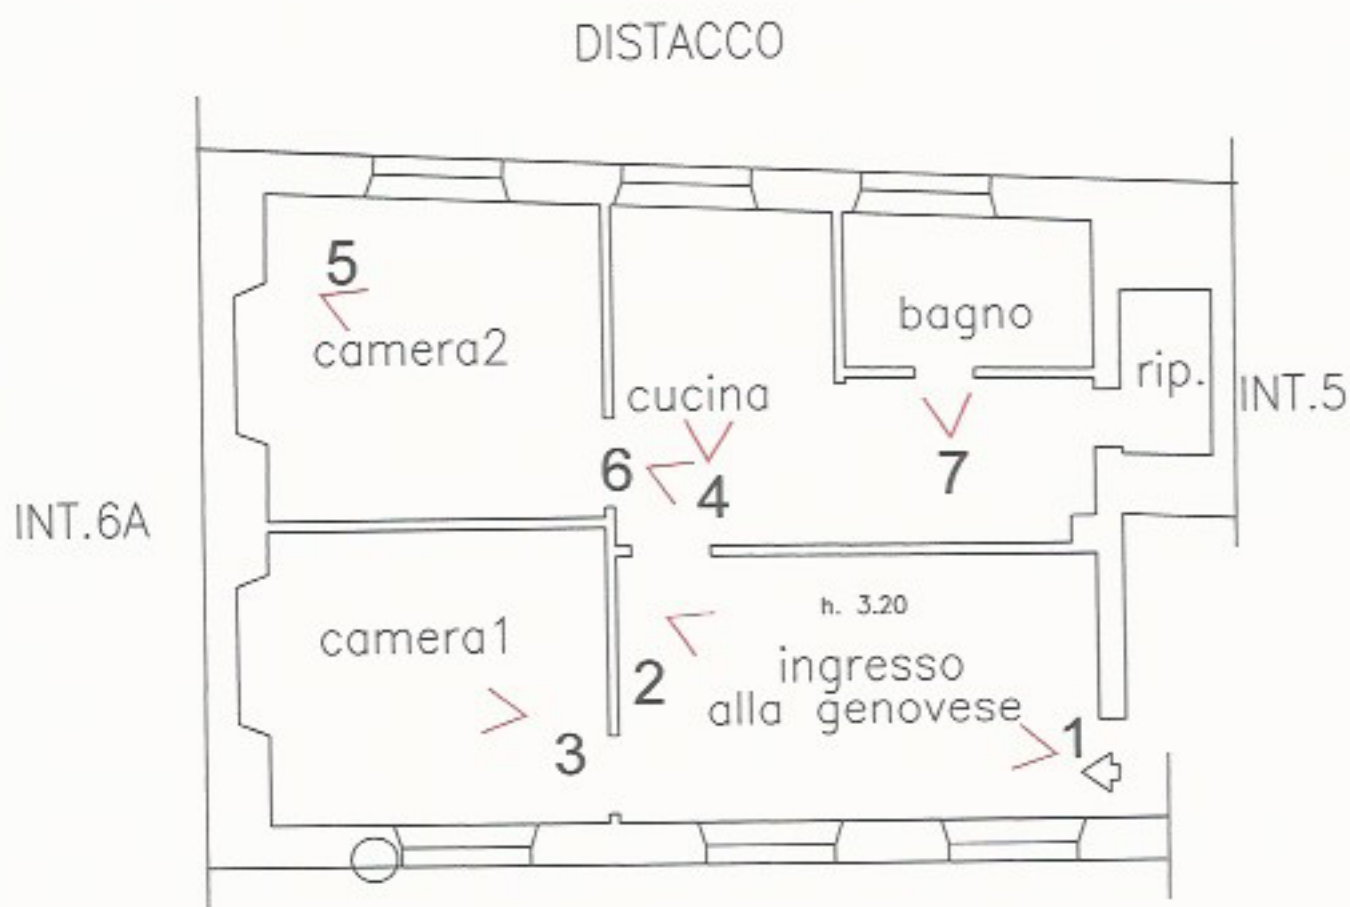 DISTACCO
5
camera2
bagno
rip.
INT.5
cucina
6
4
7
INT.6A
camera1
h. 3.20
2
ingresso
alla genovese
3
1